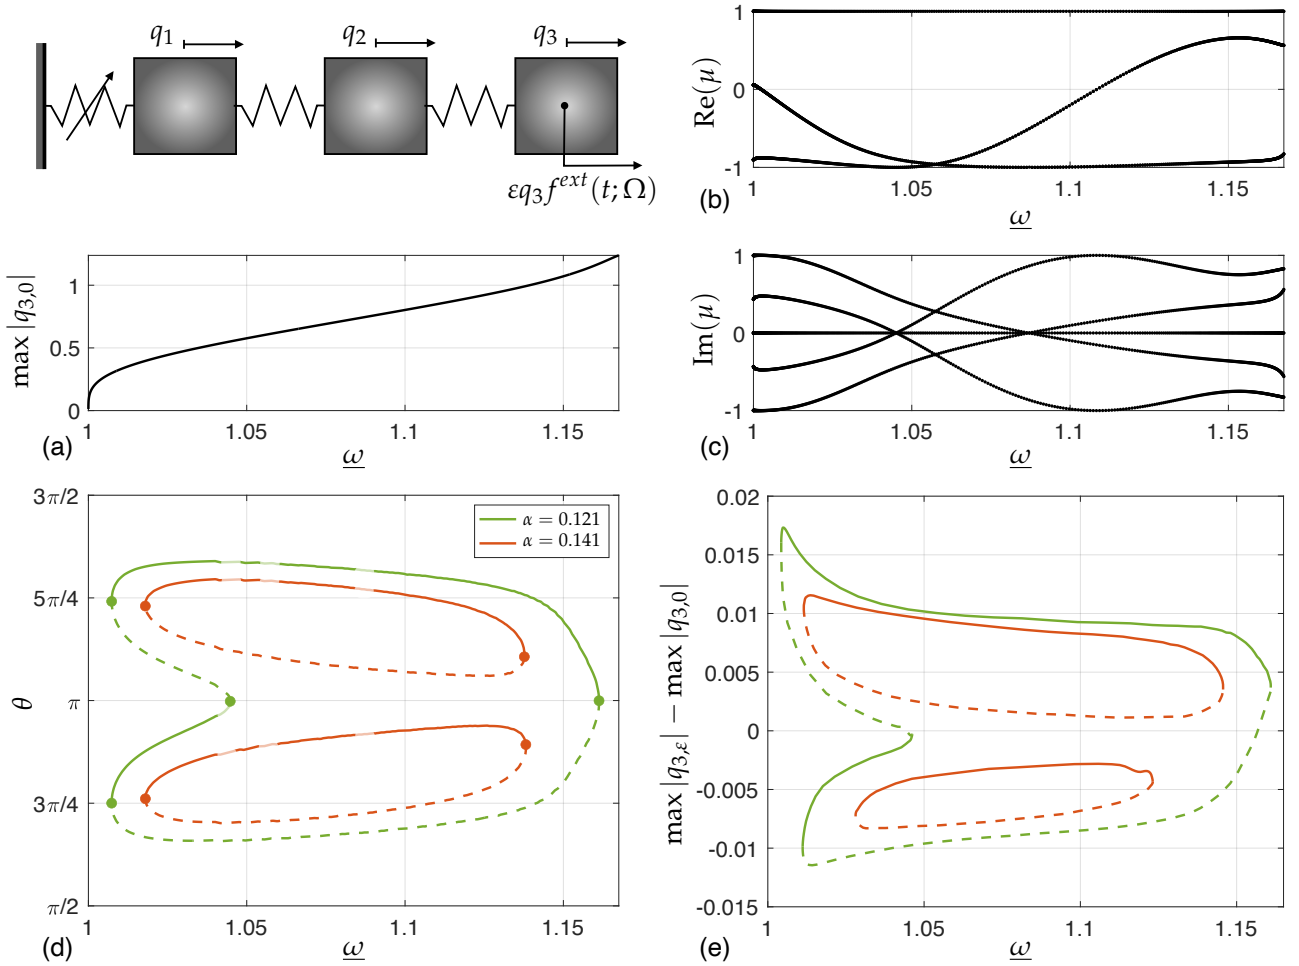 q1
q2
q3
εq3 f^ext(t; Ω)
max |q3,0|
1
0.5
0
1
1.05
1.1
1.15
ω
(a)
Re(μ)
1
0
-1
1
1.05
1.1
1.15
ω
(b)
Im(μ)
1
0
-1
1
1.05
1.1
1.15
ω
(c)
θ
3π/2
5π/4
π
3π/4
π/2
α = 0.121
α = 0.141
1
1.05
1.1
1.15
ω
(d)
max |q3,ε| − max |q3,0|
0.02
0.015
0.01
0.005
0
-0.005
-0.01
-0.015
1
1.05
1.1
1.15
ω
(e)